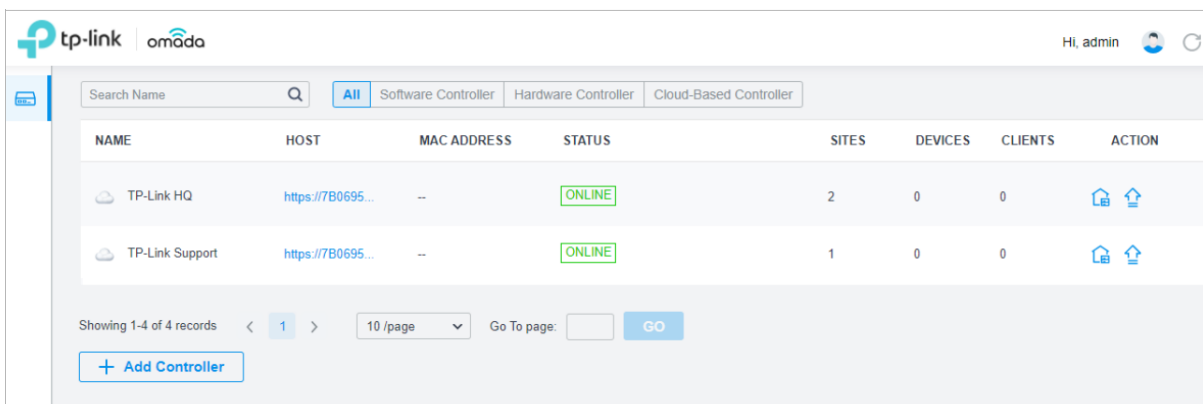 tp-link omada Hi, admin
Search Name All Software Controller Hardware Controller Cloud-Based Controller
NAME HOST MAC ADDRESS STATUS SITES DEVICES CLIENTS ACTION
TP-Link HQ https://7B0695... -- ONLINE 2 0 0
TP-Link Support https://7B0695... -- ONLINE 1 0 0
Showing 1-4 of 4 records < 1 > 10 /page Go To page: GO
+ Add Controller